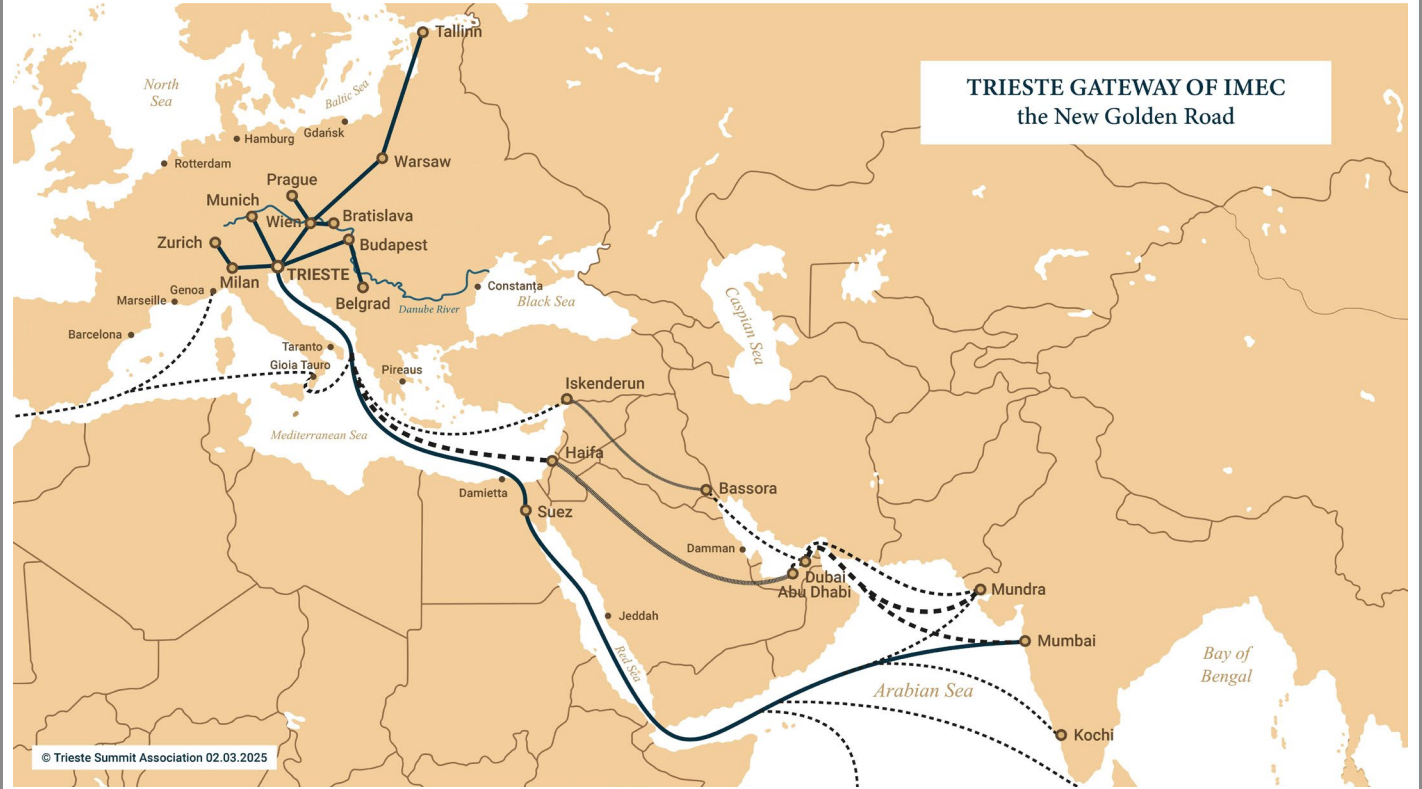 Tallinn
North
Sea
Baltic Sea
TRIESTE GATEWAY OF IMEC
the New Golden Road
Gdańsk
Hamburg
Rotterdam
Warsaw
Prague
Munich
Wien
Bratislava
Zurich
Budapest
TRIESTE
Milan
Genoa
Marseille
Belgrad
Danube River
Constanța
Black Sea
Caspian Sea
Barcelona
Taranto
Gioia Tauro
Pireaus
Iskenderun
Mediterranean Sea
Haifa
Damietta
Suez
Bassora
Damman
Dubai
Abu Dhabi
Mundra
Jeddah
Mumbai
Red Sea
Arabian Sea
Bay of
Bengal
Kochi
© Trieste Summit Association 02.03.2025